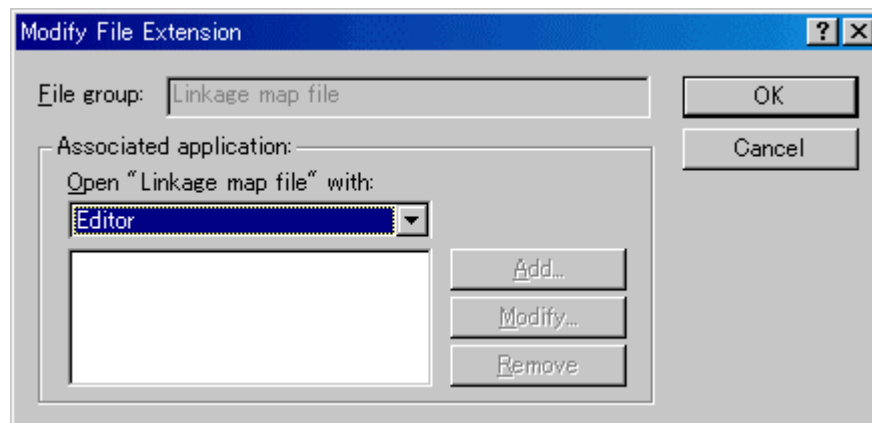 Modify File Extension
File group: Linkage map file
OK
Associated application:
Cancel
Open "Linkage map file" with:
Editor
Add...
Modify...
Remove